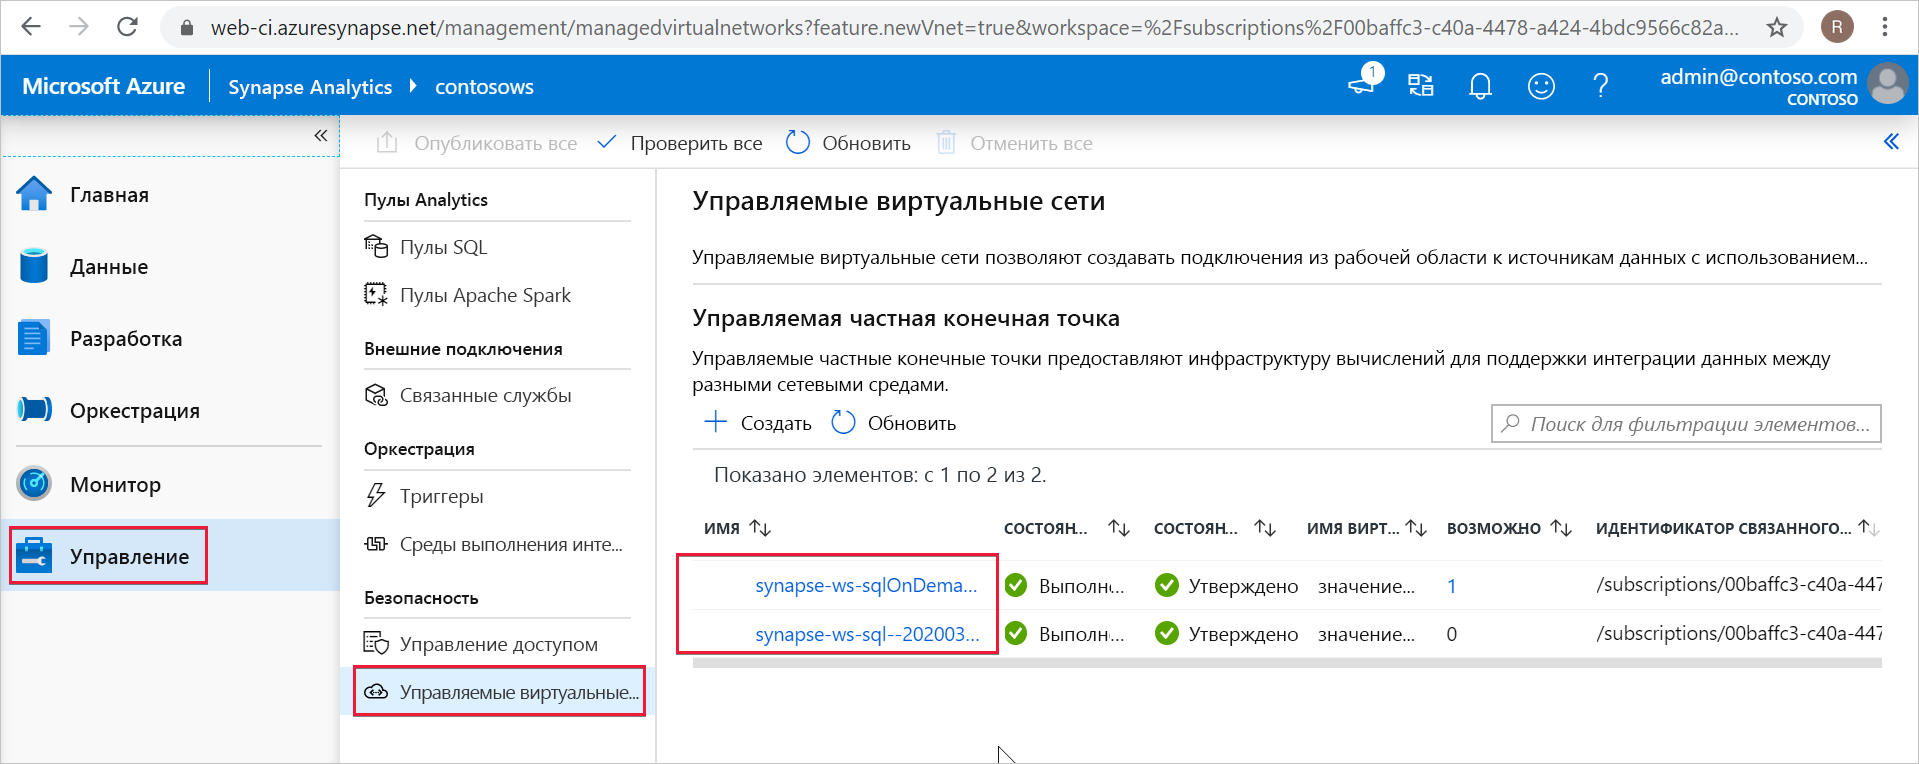 web-ci.azuresynapse.net/management/managedvirtualnetworks?feature.newVnet=true&workspace=%2Fsubscriptions%2F00baffc3-c40a-4478-a424-4bdc9566c82a...
R
Microsoft Azure
Synapse Analytics
contosows
1
?
admin@contoso.com
CONTOSO
Опубликовать все
Проверить все
Обновить
Отменить все
Главная
Данные
Разработка
Оркестрация
Монитор
Управление
Пулы Analytics
Пулы SQL
Пулы Apache Spark
Внешние подключения
Связанные службы
Оркестрация
Триггеры
Среды выполнения инте...
Безопасность
Управление доступом
Управляемые виртуальные...
Управляемые виртуальные сети
Управляемые виртуальные сети позволяют создавать подключения из рабочей области к источникам данных с использованием...
Управляемая частная конечная точка
Управляемые частные конечные точки предоставляют инфраструктуру вычислений для поддержки интеграции данных между
разными сетевыми средами.
Создать
Обновить
Поиск для фильтрации элементов...
Показано элементов: с 1 по 2 из 2.
ИМЯ СОСТОЯН... СОСТОЯН... ИМЯ ВИРТ... ВОЗМОЖНО ИДЕНТИФИКАТОР СВЯЗАННОГО...
synapse-ws-sqlOnDema... Выполн... Утверждено значение... 1 /subscriptions/00baffc3-c40a-447
synapse-ws-sql--202003... Выполн... Утверждено значение... 0 /subscriptions/00baffc3-c40a-447